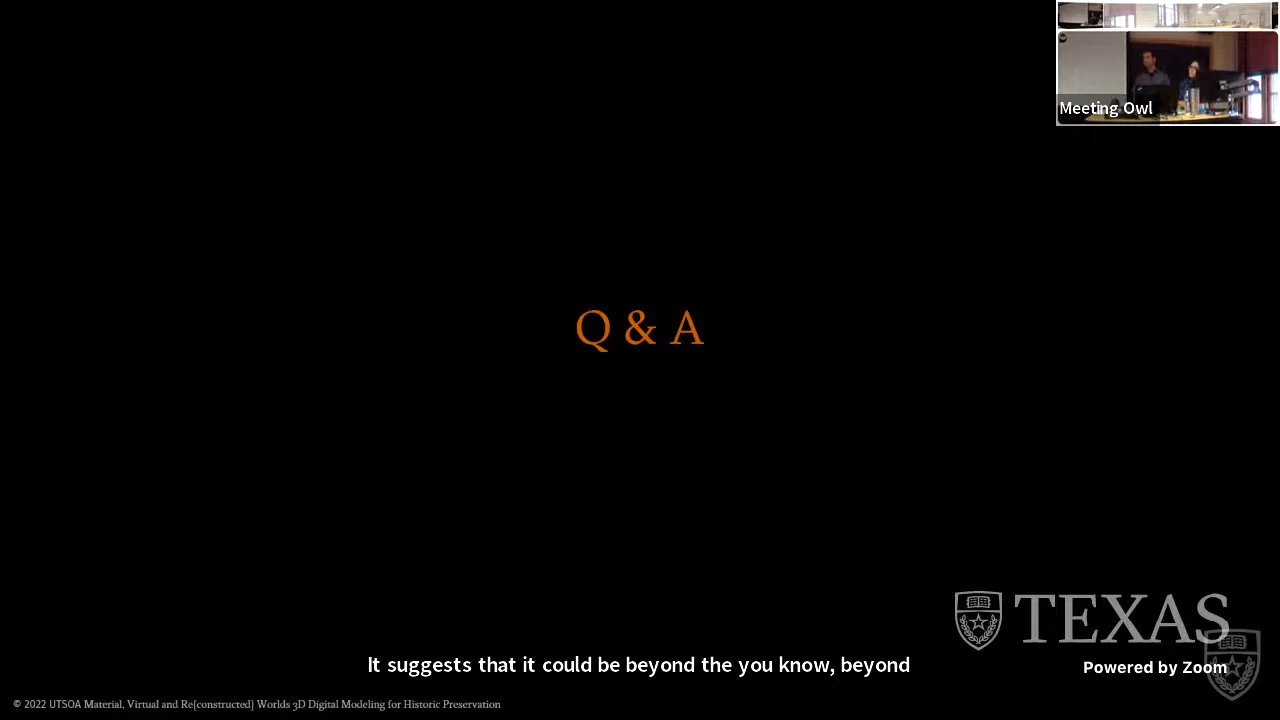 Meeting Owl
Q & A
TEXAS
It suggests that it could be beyond the you know, beyond
Powered by Zoom
© 2022 UTSOA Material, Virtual and Re[constructed] Worlds 3D Digital Modeling for Historic Preservation